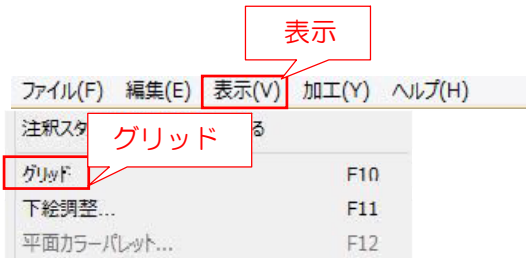 表示
ファイル(F) 編集(E) 表示(V) 加工(Y) ヘルプ(H)
注釈スタ
る
グリッド
グリッド F10
下絵調整... F11
平面カラーパレット... F12